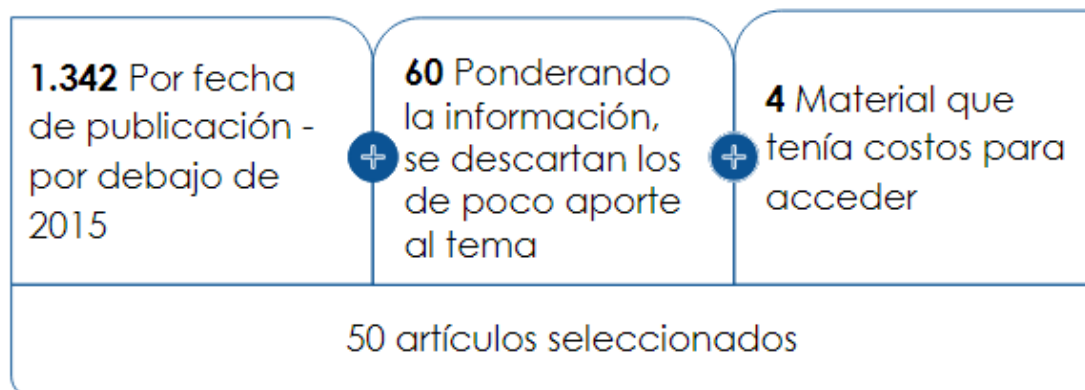 1.342 Por fecha
de publicación -
por debajo de
2015
60 Ponderando
la información,
se descartan los
de poco aporte
al tema
4 Material que
tenía costos para
acceder
50 artículos seleccionados